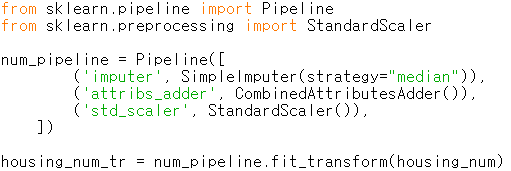 from sklearn.pipeline import Pipeline
from sklearn.preprocessing import StandardScaler
num_pipeline = Pipeline([
        ('imputer', SimpleImputer(strategy="median")),
        ('attribs_adder', CombinedAttributesAdder()),
        ('std_scaler', StandardScaler()),
    ])
housing_num_tr = num_pipeline.fit_transform(housing_num)